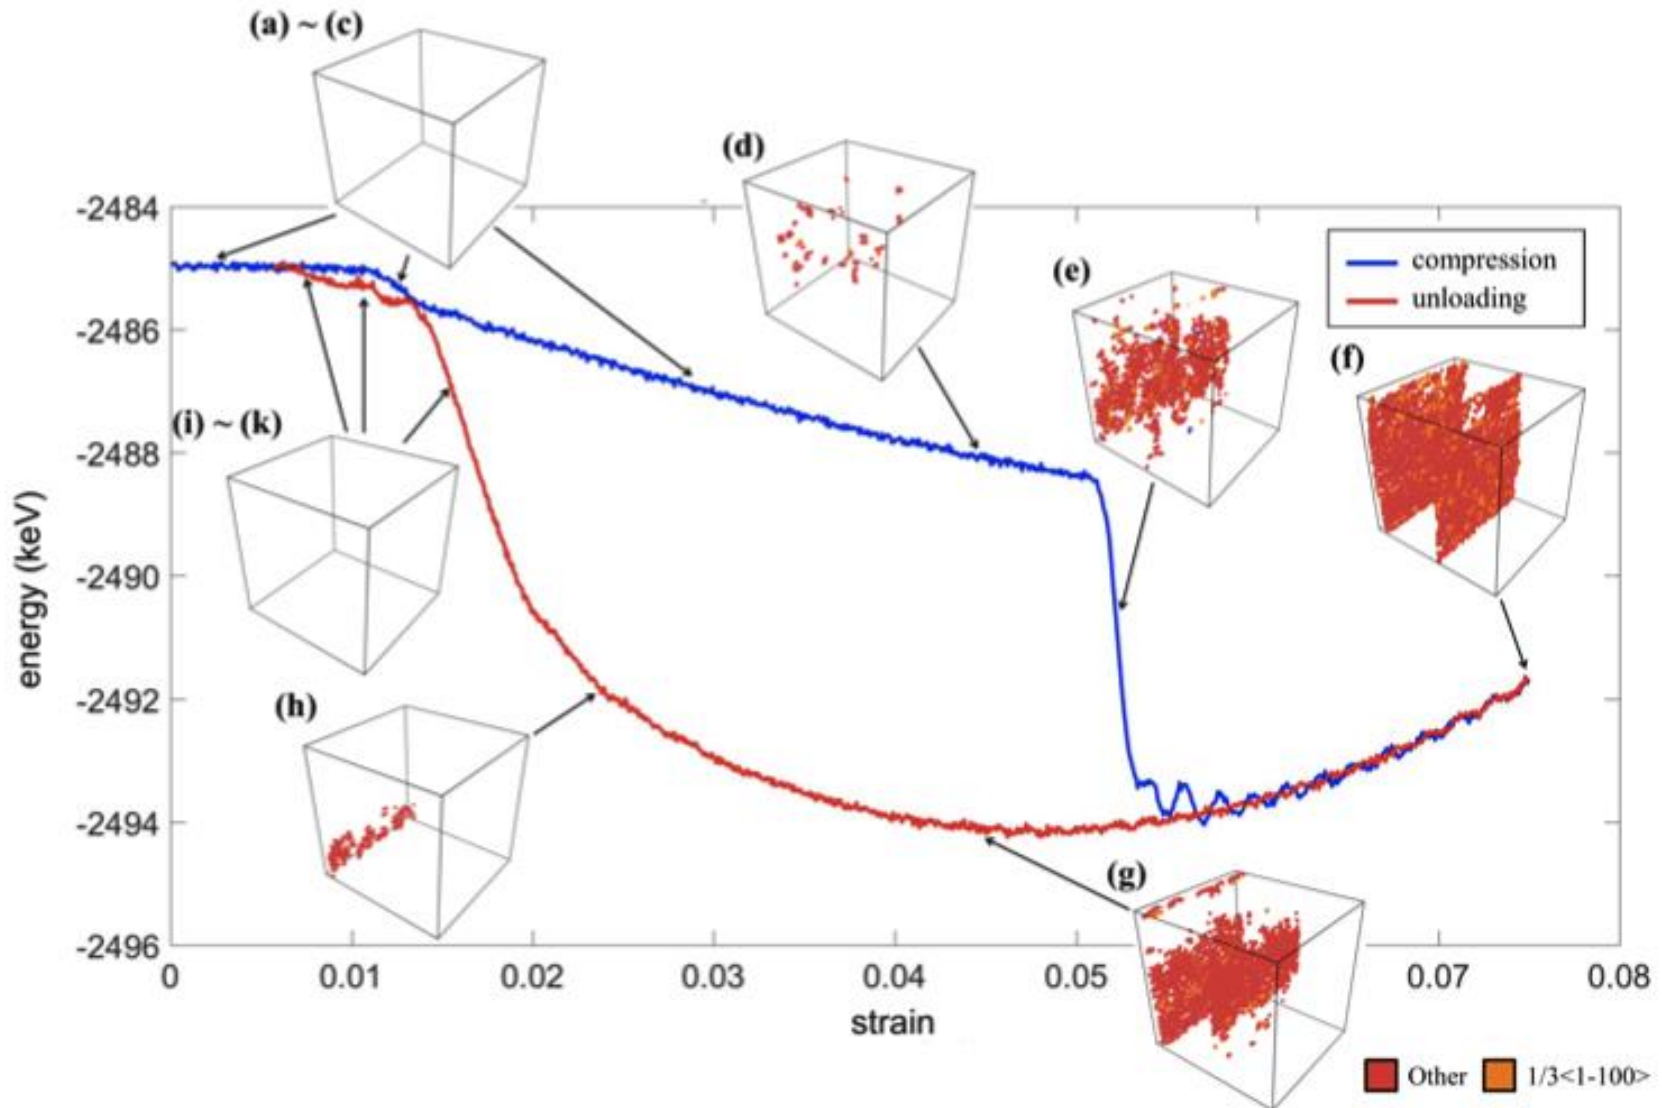 (a) ~ (c)
(d)
(e)
(f)
compression
unloading
(i) ~ (k)
(h)
(g)
energy (keV)
-2484
-2486
-2488
-2490
-2492
-2494
-2496
0 0.01 0.02 0.03 0.04 0.05 0.07 0.08
strain
Other 1/3<1-100>